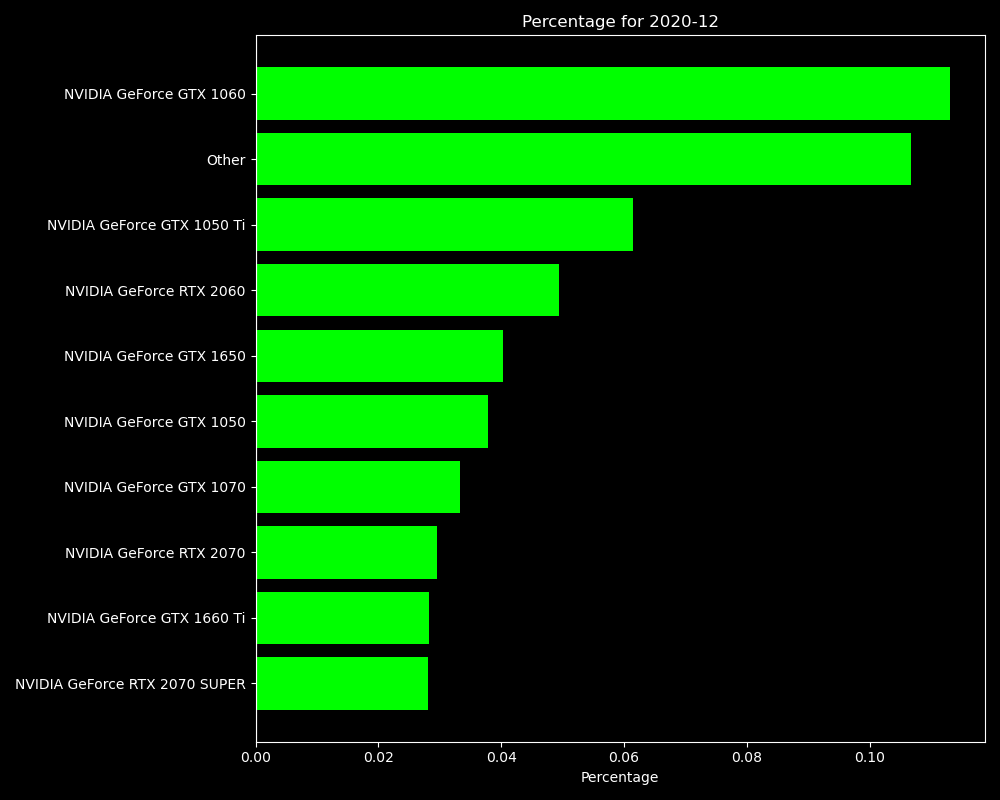 Percentage for 2020-12
NVIDIA GeForce GTX 1060
Other
NVIDIA GeForce GTX 1050 Ti
NVIDIA GeForce RTX 2060
NVIDIA GeForce GTX 1650
NVIDIA GeForce GTX 1050
NVIDIA GeForce GTX 1070
NVIDIA GeForce RTX 2070
NVIDIA GeForce GTX 1660 Ti
NVIDIA GeForce RTX 2070 SUPER
0.00 0.02 0.04 0.06 0.08 0.10
Percentage